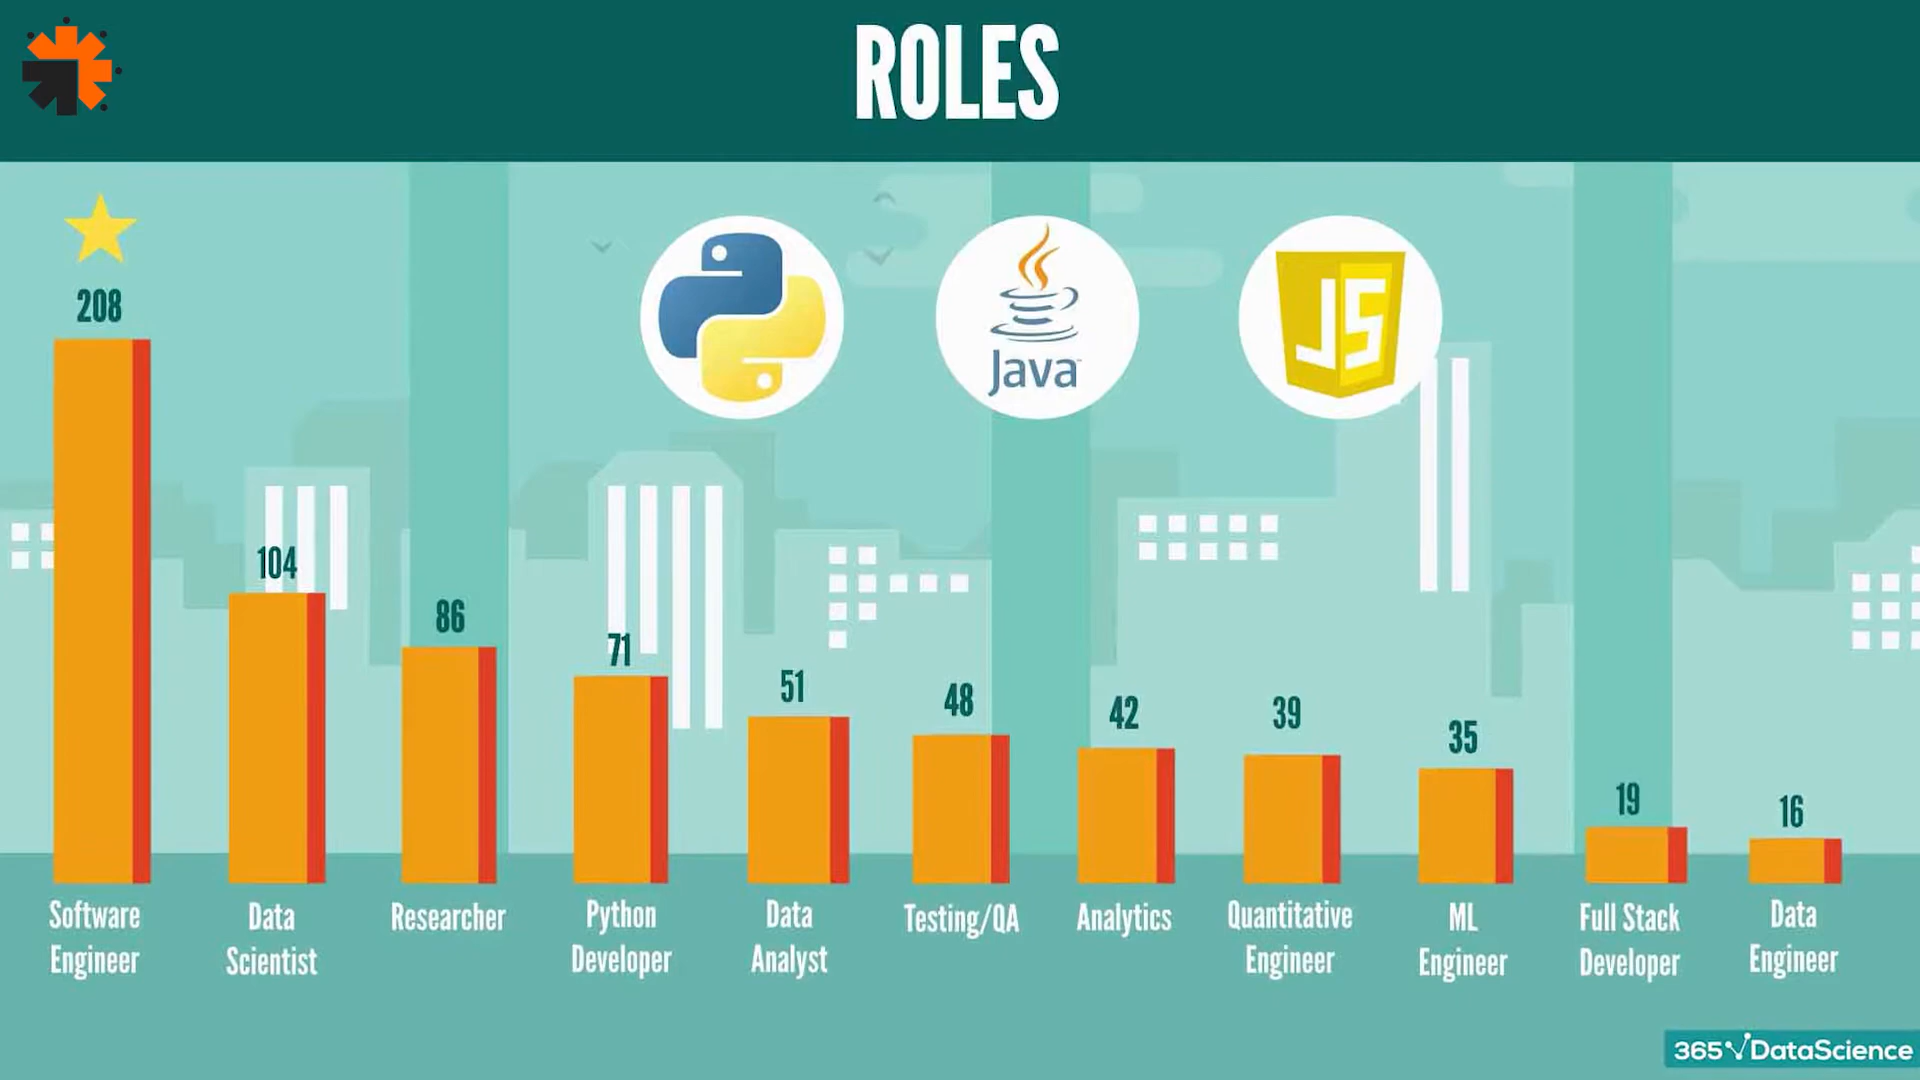 ROLES
208
104
86
71
51
48
42
39
35
19
16
Java
JS
Software
Engineer
Data
Scientist
Researcher
Python
Developer
Data
Analyst
Testing/QA
Analytics
Quantitative
Engineer
ML
Engineer
Full Stack
Developer
Data
Engineer
365 DataScience